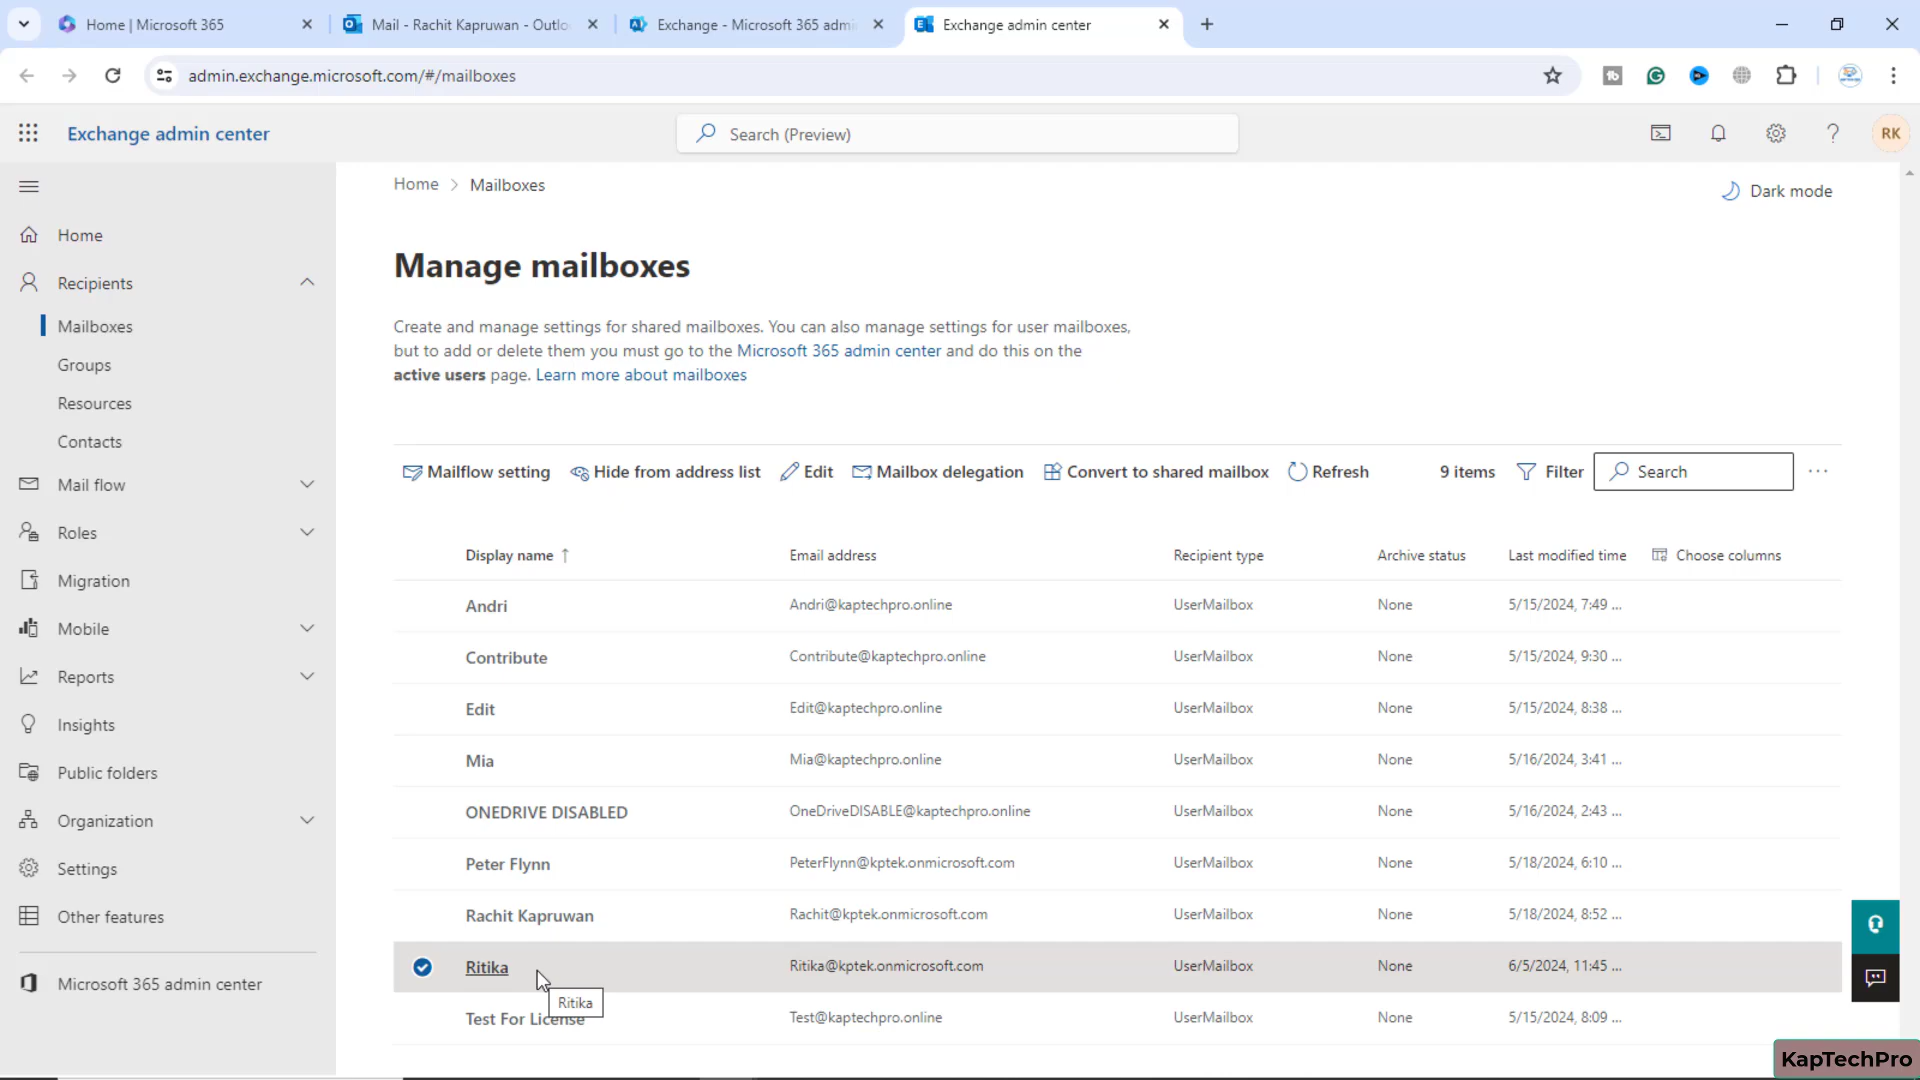 Home | Microsoft 365
Mail - Rachit Kapruwan - Outlo
Exchange - Microsoft 365 admi
Exchange admin center
admin.exchange.microsoft.com/#/mailboxes
Exchange admin center
Search (Preview)
RK
Home
Recipients
Mailboxes
Groups
Resources
Contacts
Mail flow
Roles
Migration
Mobile
Reports
Insights
Public folders
Organization
Settings
Other features
Microsoft 365 admin center
Home > Mailboxes
Dark mode
Manage mailboxes
Create and manage settings for shared mailboxes. You can also manage settings for user mailboxes,
but to add or delete them you must go to the Microsoft 365 admin center and do this on the
active users page. Learn more about mailboxes
Mailflow setting Hide from address list Edit Mailbox delegation Convert to shared mailbox Refresh 9 items Filter Search ...
Display name ↑ Email address Recipient type Archive status Last modified time Choose columns
Andri Andri@kaptechpro.online UserMailbox None 5/15/2024, 7:49 ...
Contribute Contribute@kaptechpro.online UserMailbox None 5/15/2024, 9:30 ...
Edit Edit@kaptechpro.online UserMailbox None 5/15/2024, 8:38 ...
Mia Mia@kaptechpro.online UserMailbox None 5/16/2024, 3:41 ...
ONEDRIVE DISABLED OneDriveDISABLE@kaptechpro.online UserMailbox None 5/16/2024, 2:43 ...
Peter Flynn PeterFlynn@kptek.onmicrosoft.com UserMailbox None 5/18/2024, 6:10 ...
Rachit Kapruwan Rachit@kptek.onmicrosoft.com UserMailbox None 5/18/2024, 8:52 ...
Ritika Ritika@kptek.onmicrosoft.com UserMailbox None 6/5/2024, 11:45 ...
Ritika
Test For License Test@kaptechpro.online UserMailbox None 5/15/2024, 8:09 ...
KapTechPro